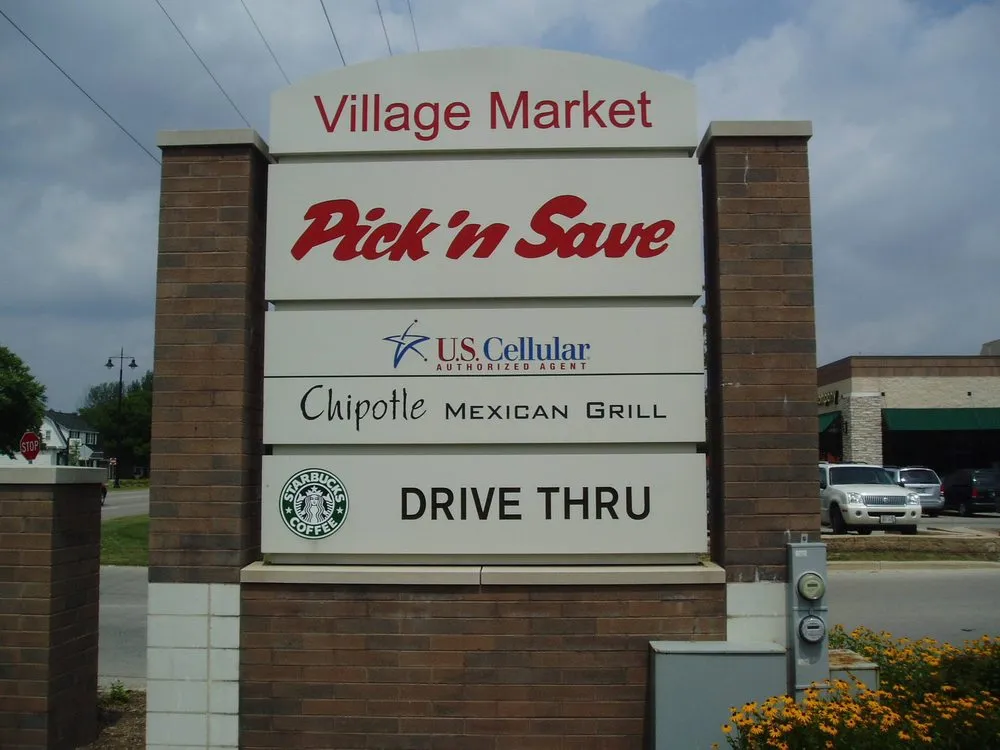 Village Market
Pick 'n Save
U.S. Cellular
AUTHORIZED AGENT
Chipotle MEXICAN GRILL
STARBUCKS
COFFEE
DRIVE THRU
STOP